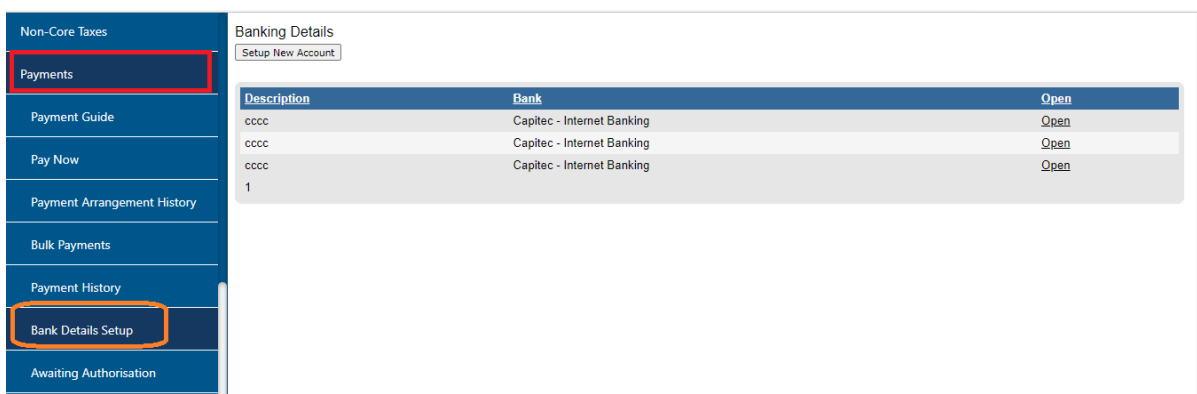 Non-Core Taxes
Payments
Payment Guide
Pay Now
Payment Arrangement History
Bulk Payments
Payment History
Bank Details Setup
Awaiting Authorisation
Banking Details
Setup New Account
Description Bank Open
cccc Capitec - Internet Banking Open
cccc Capitec - Internet Banking Open
cccc Capitec - Internet Banking Open
1